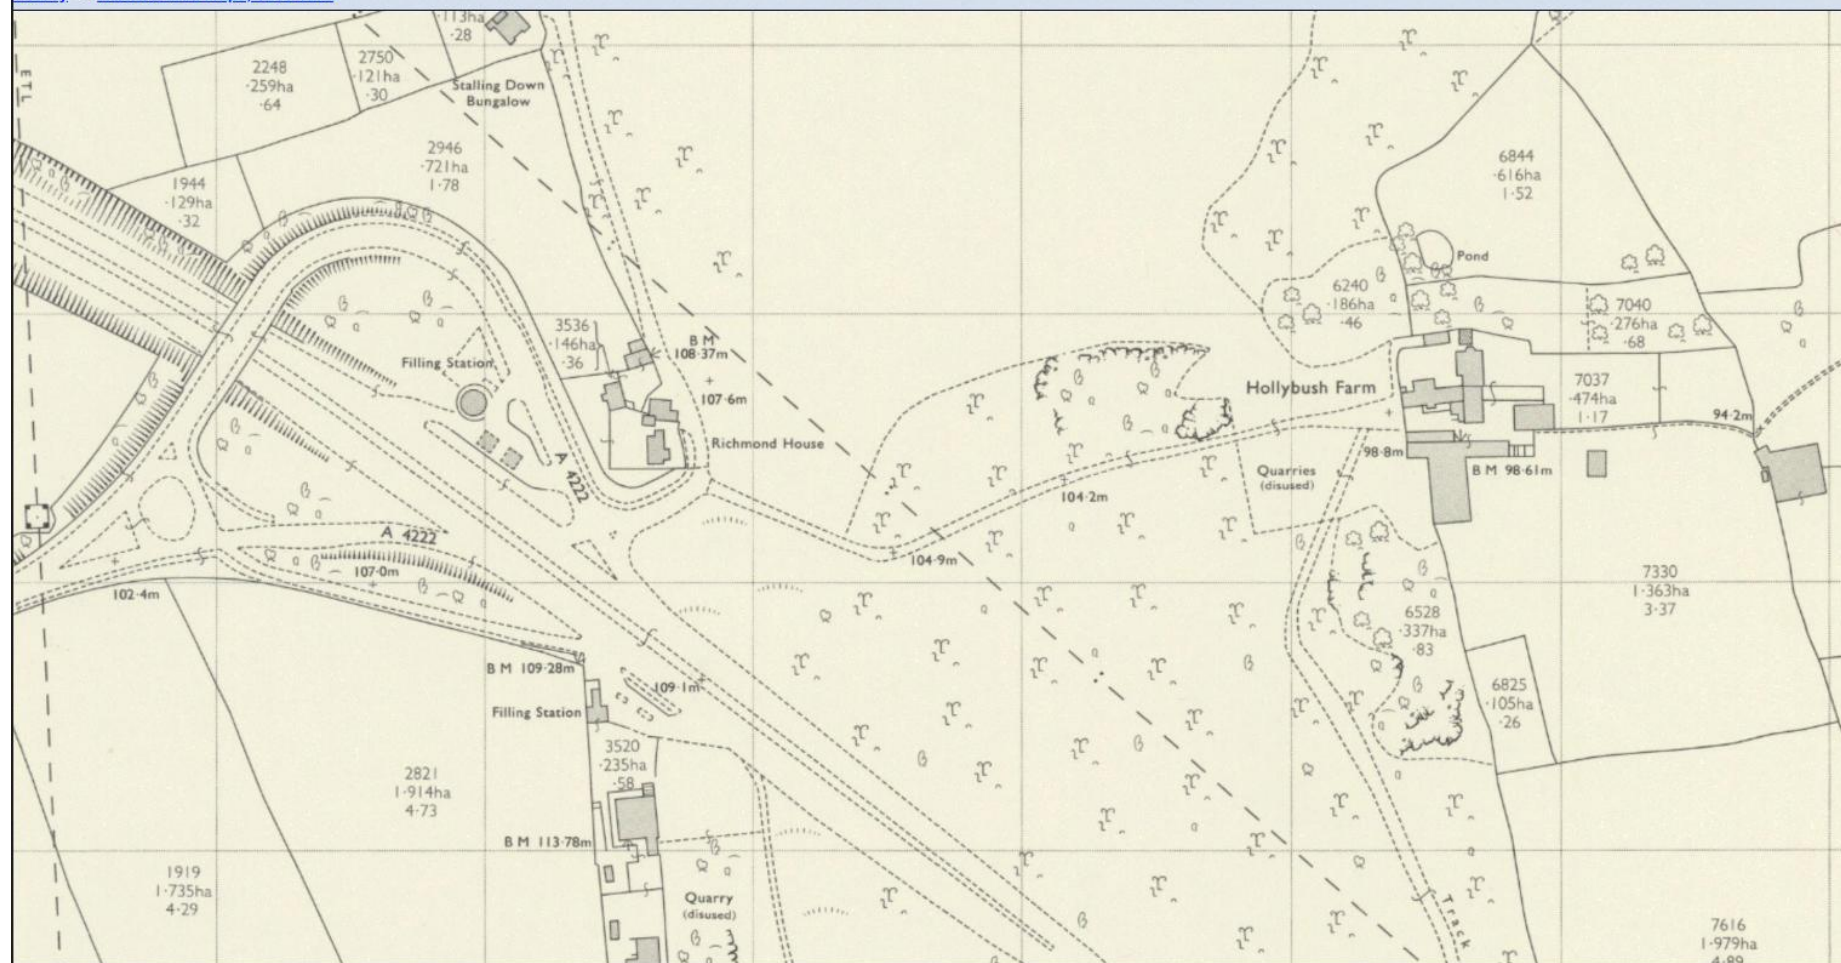 ·113ha
·28
2750
·121ha
·30
2248
·259ha
·64
ETL
Stalling Down
Bungalow
2946
·721ha
1·78
1944
·129ha
·32
6844
·616ha
1·52
Pond
6240
·186ha
·46
7040
·276ha
·68
3536
·146ha
·36
B M
108·37m
Filling Station
107·6m
Hollybush Farm
7037
·474ha
1·17
94·2m
Richmond House
98·8m
B M 98·61m
A 4222
Quarries
(disused)
104·2m
A 4222
107·0m
104·9m
102·4m
7330
1·363ha
3·37
6528
·337ha
·83
B M 109·28m
109·1m
6825
·105ha
·26
Filling Station
3520
·235ha
·58
2821
1·914ha
4·73
B M 113·78m
1919
1·735ha
4·29
Quarry
(disused)
Track
7616
1·979ha
4·89